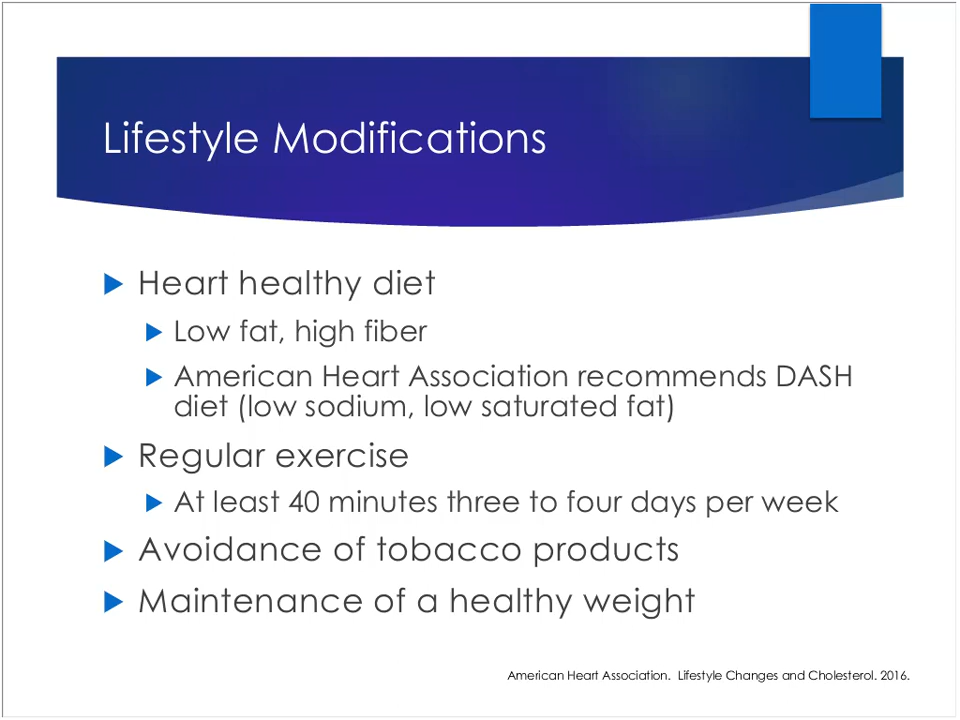 Lifestyle Modifications
Heart healthy diet
Low fat, high fiber
American Heart Association recommends DASH
diet (low sodium, low saturated fat)
Regular exercise
At least 40 minutes three to four days per week
Avoidance of tobacco products
Maintenance of a healthy weight
American Heart Association. Lifestyle Changes and Cholesterol. 2016.